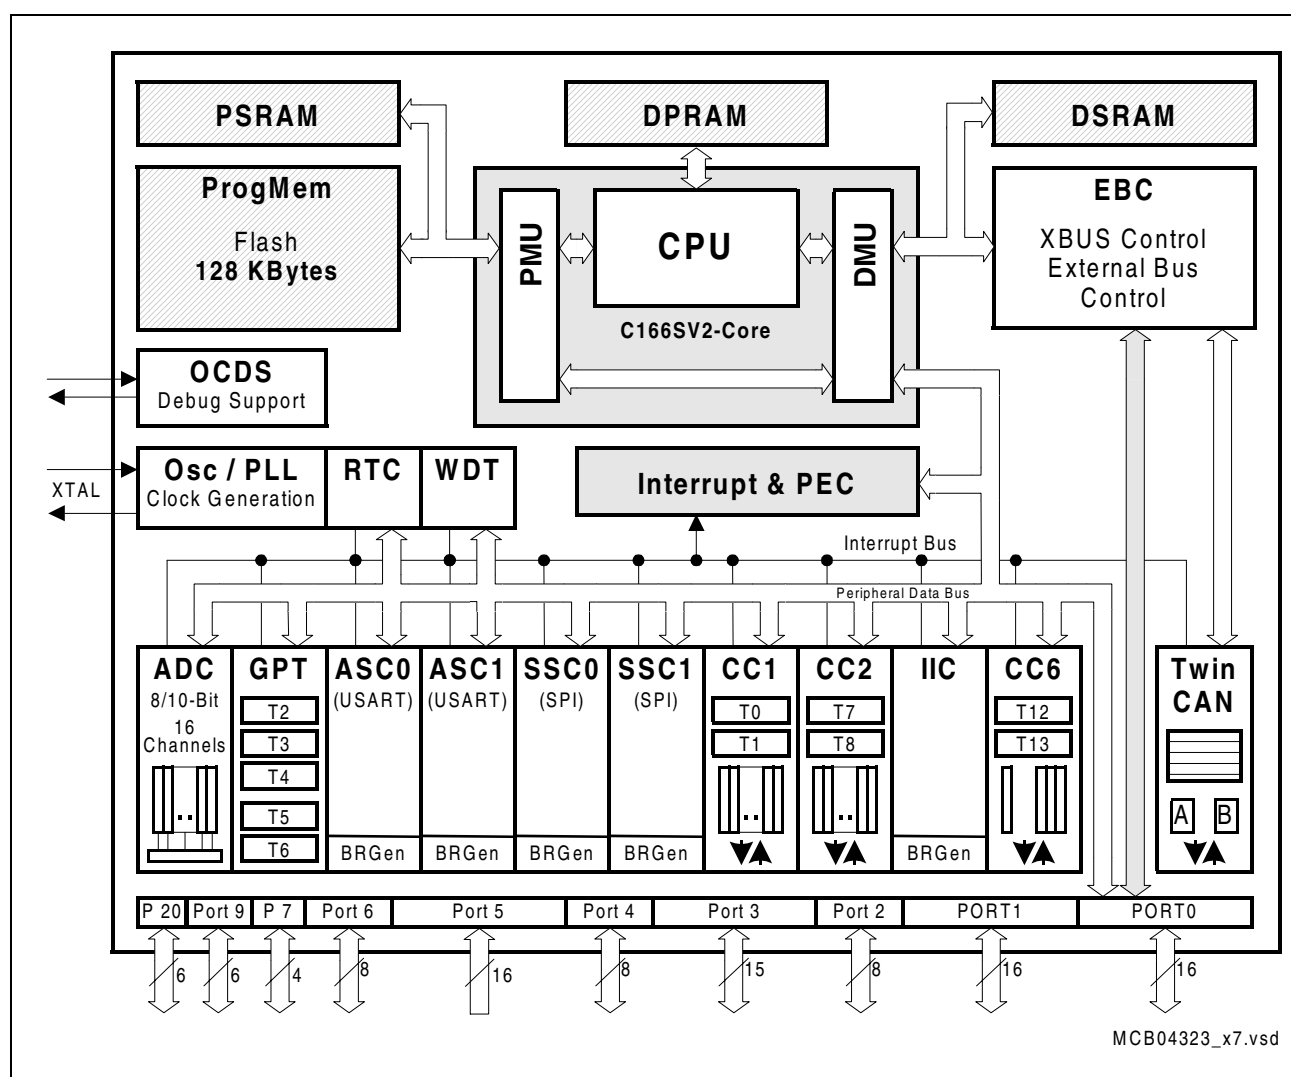 PSRAM
DPRAM
DSRAM
ProgMem
Flash
128 KBytes
PMU
CPU
DMU
C166SV2-Core
EBC
XBUS Control
External Bus
Control
OCDS
Debug Support
Osc / PLL
Clock Generation
RTC
WDT
XTAL
Interrupt & PEC
Interrupt Bus
Peripheral Data Bus
ADC
8/10-Bit
16
Channels
GPT
T2
T3
T4
T5
T6
ASC0
(USART)
BRGen
ASC1
(USART)
BRGen
SSC0
(SPI)
BRGen
SSC1
(SPI)
BRGen
CC1
T0
T1
CC2
T7
T8
IIC
BRGen
CC6
T12
T13
Twin
CAN
A
B
P 20
Port 9
P 7
Port 6
Port 5
Port 4
Port 3
Port 2
PORT1
PORT0
6
6
4
8
16
8
15
8
16
16
MCB04323_x7.vsd